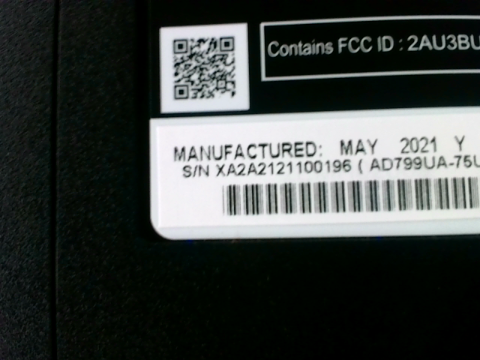 Contains FCC ID : 2AU3BU
MANUFACTURED: MAY 2021 Y
S/N XA2A2121100196 ( AD799UA-75U